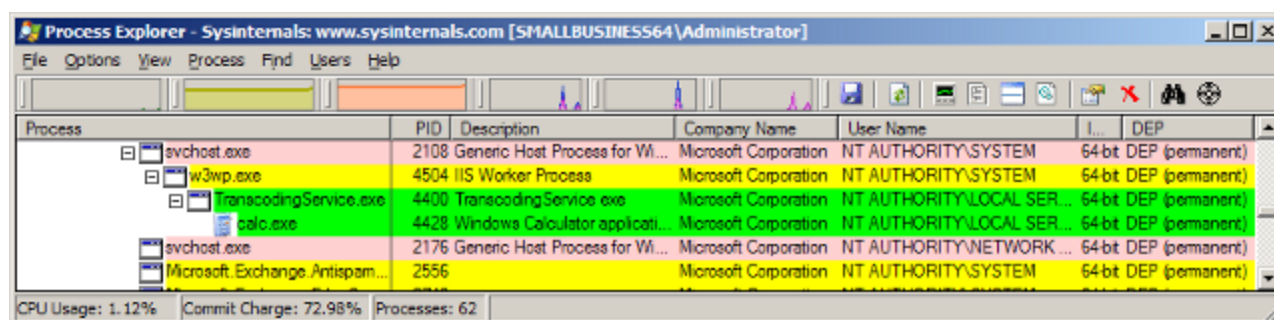 Process Explorer - Sysinternals: www.sysinternals.com [SMALLBUSINESS64\Administrator]
File Options View Process Find Users Help
Process PID Description Company Name User Name I... DEP
svchost.exe 2108 Generic Host Process for Wi... Microsoft Corporation NT AUTHORITY\SYSTEM 64-bit DEP (permanent)
w3wp.exe 4504 IIS Worker Process Microsoft Corporation NT AUTHORITY\SYSTEM 64-bit DEP (permanent)
TranscodingService.exe 4400 TranscodingService exe Microsoft Corporation NT AUTHORITY\LOCAL SER... 64-bit DEP (permanent)
calc.exe 4428 Windows Calculator applicati... Microsoft Corporation NT AUTHORITY\LOCAL SER... 64-bit DEP (permanent)
svchost.exe 2176 Generic Host Process for Wi... Microsoft Corporation NT AUTHORITY\NETWORK ... 64-bit DEP (permanent)
Microsoft.Exchange.Antispam... 2556 Microsoft Corporation NT AUTHORITY\SYSTEM 64-bit DEP (permanent)
CPU Usage: 1.12% Commit Charge: 72.98% Processes: 62